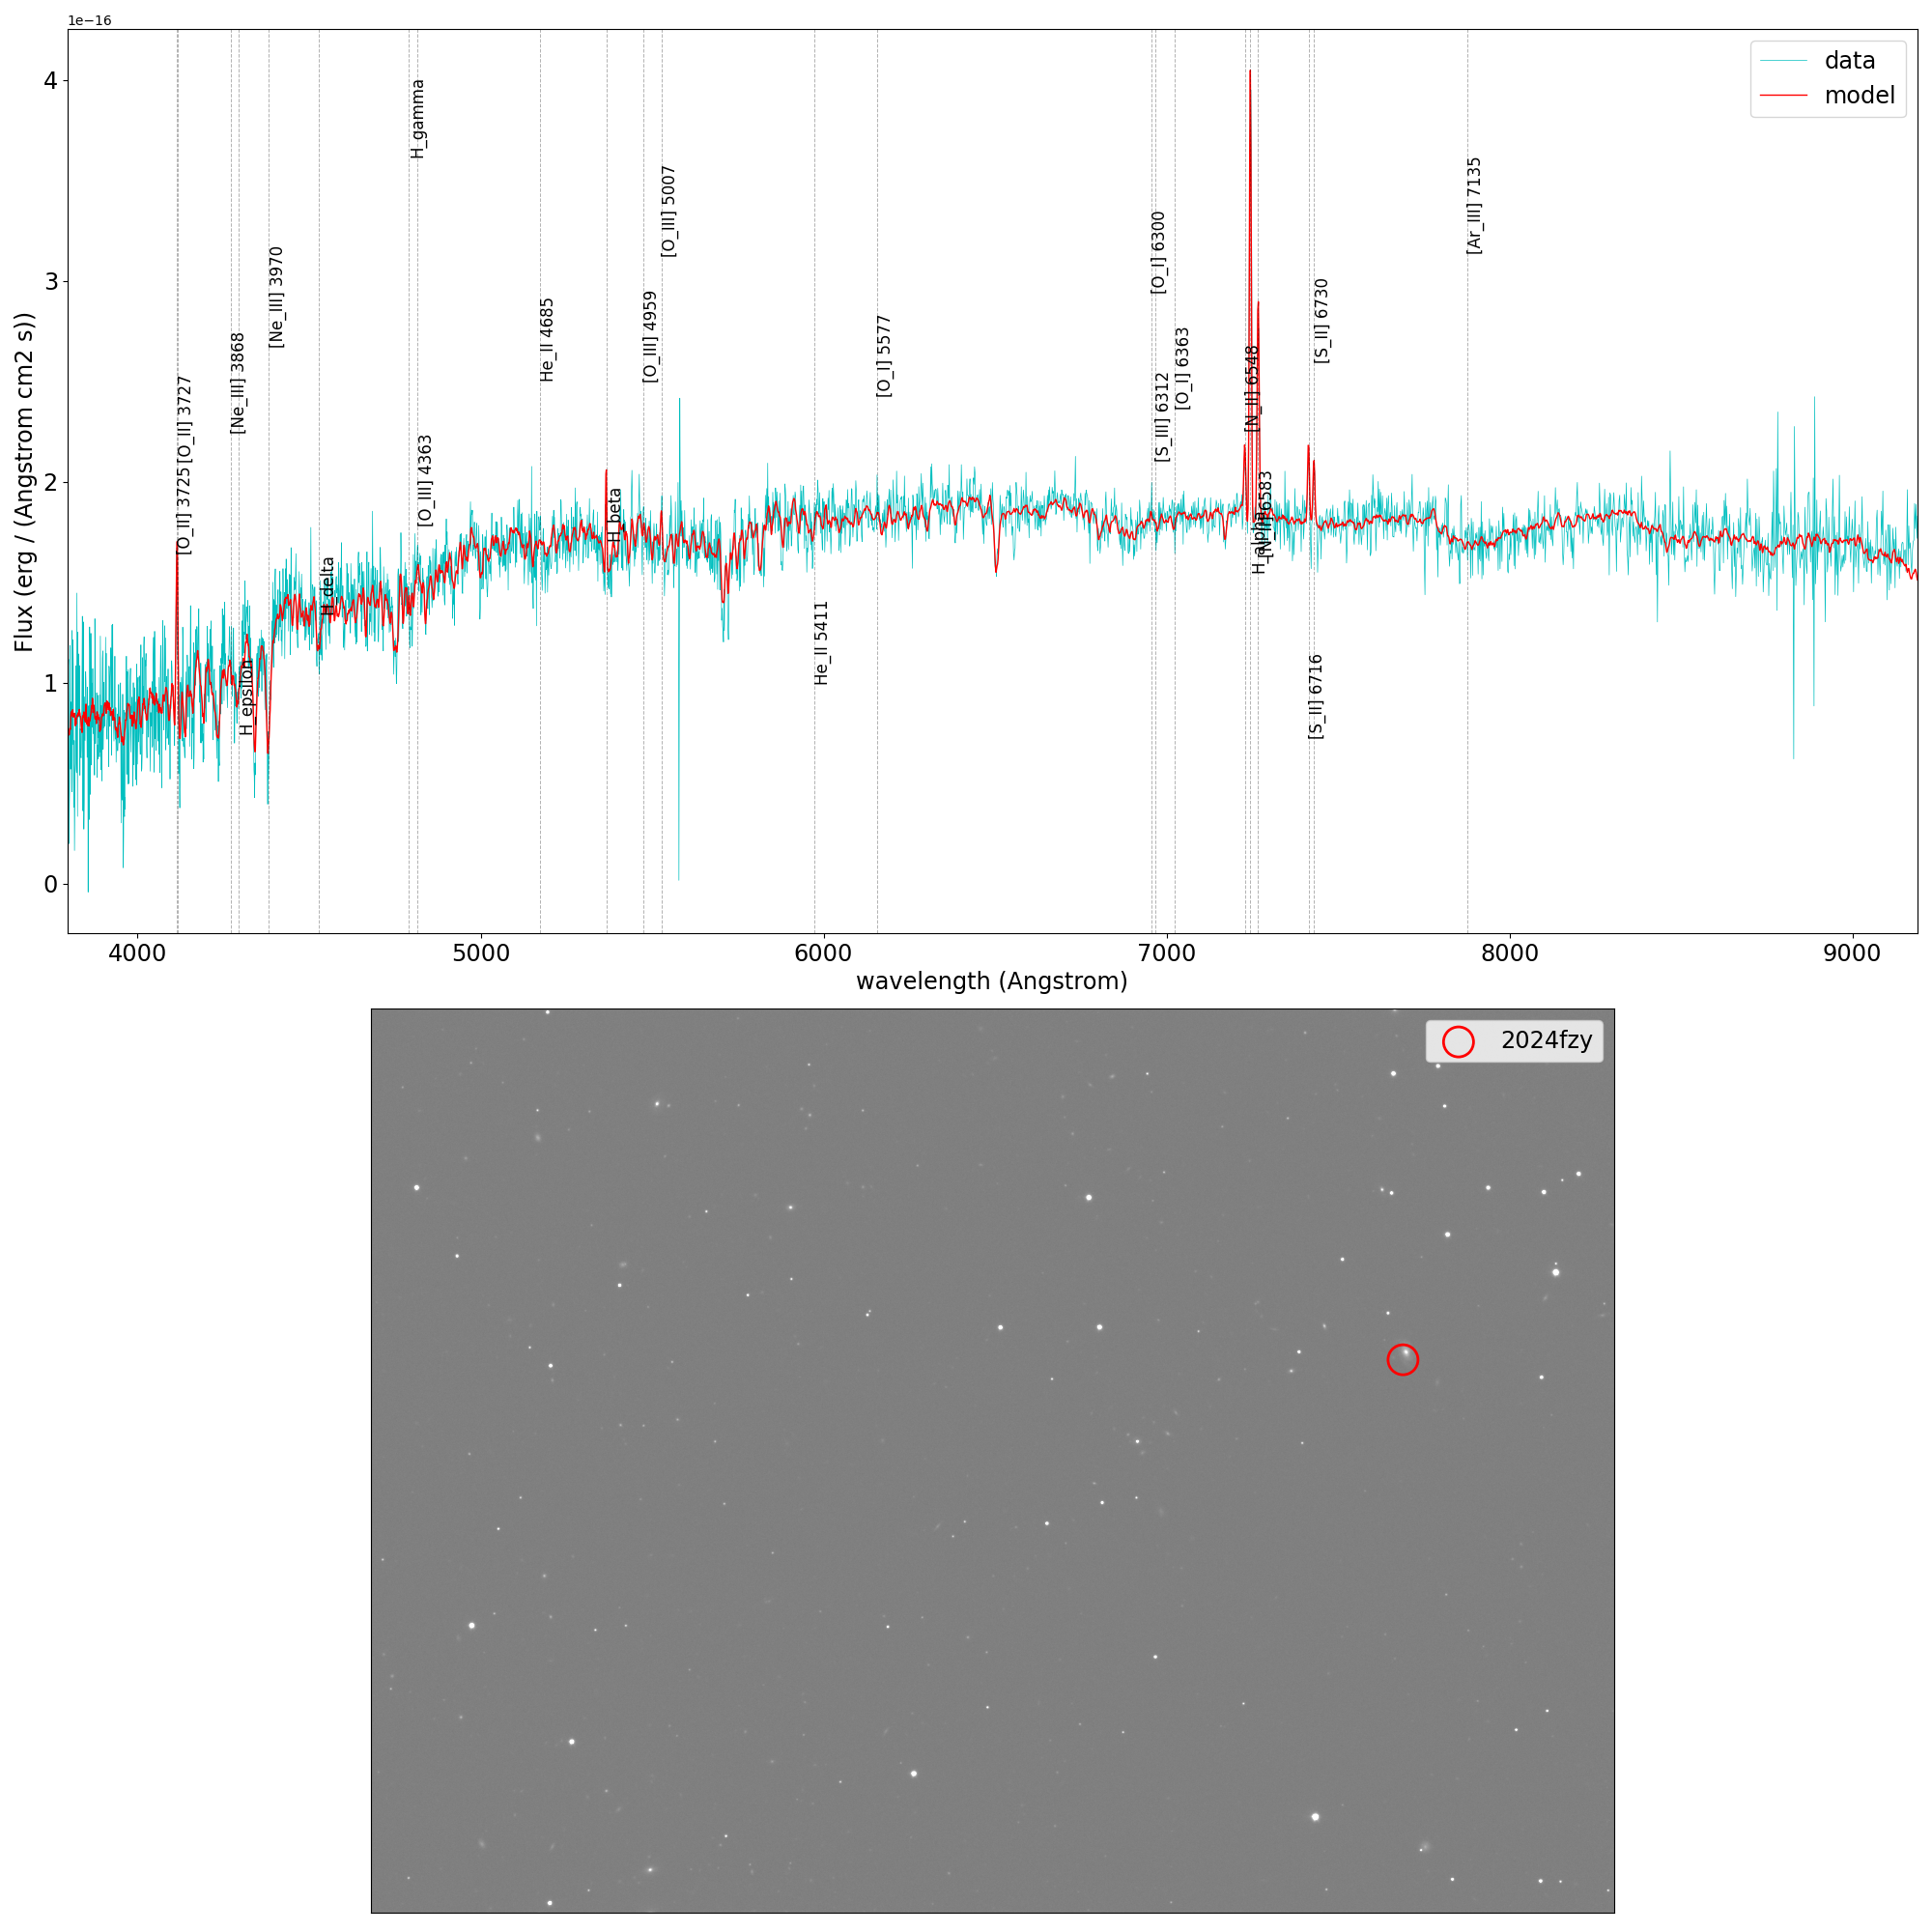 1e−16
data
model
4
3
2
1
0
Flux (erg / (Angstrom cm2 s))
[O_II] 3725
[O_II] 3727
[Ne_III] 3868
H_epsilon
[Ne_III] 3970
H_delta
H_gamma
[O_III] 4363
He_II 4685
H_beta
[O_III] 4959
[O_III] 5007
He_II 5411
[O_I] 5577
[O_I] 6300
[S_III] 6312
[O_I] 6363
[N_II] 6548
H_alpha
[N_II] 6583
[S_II] 6716
[S_II] 6730
[Ar_III] 7135
4000
5000
6000
7000
8000
9000
wavelength (Angstrom)
2024fzy